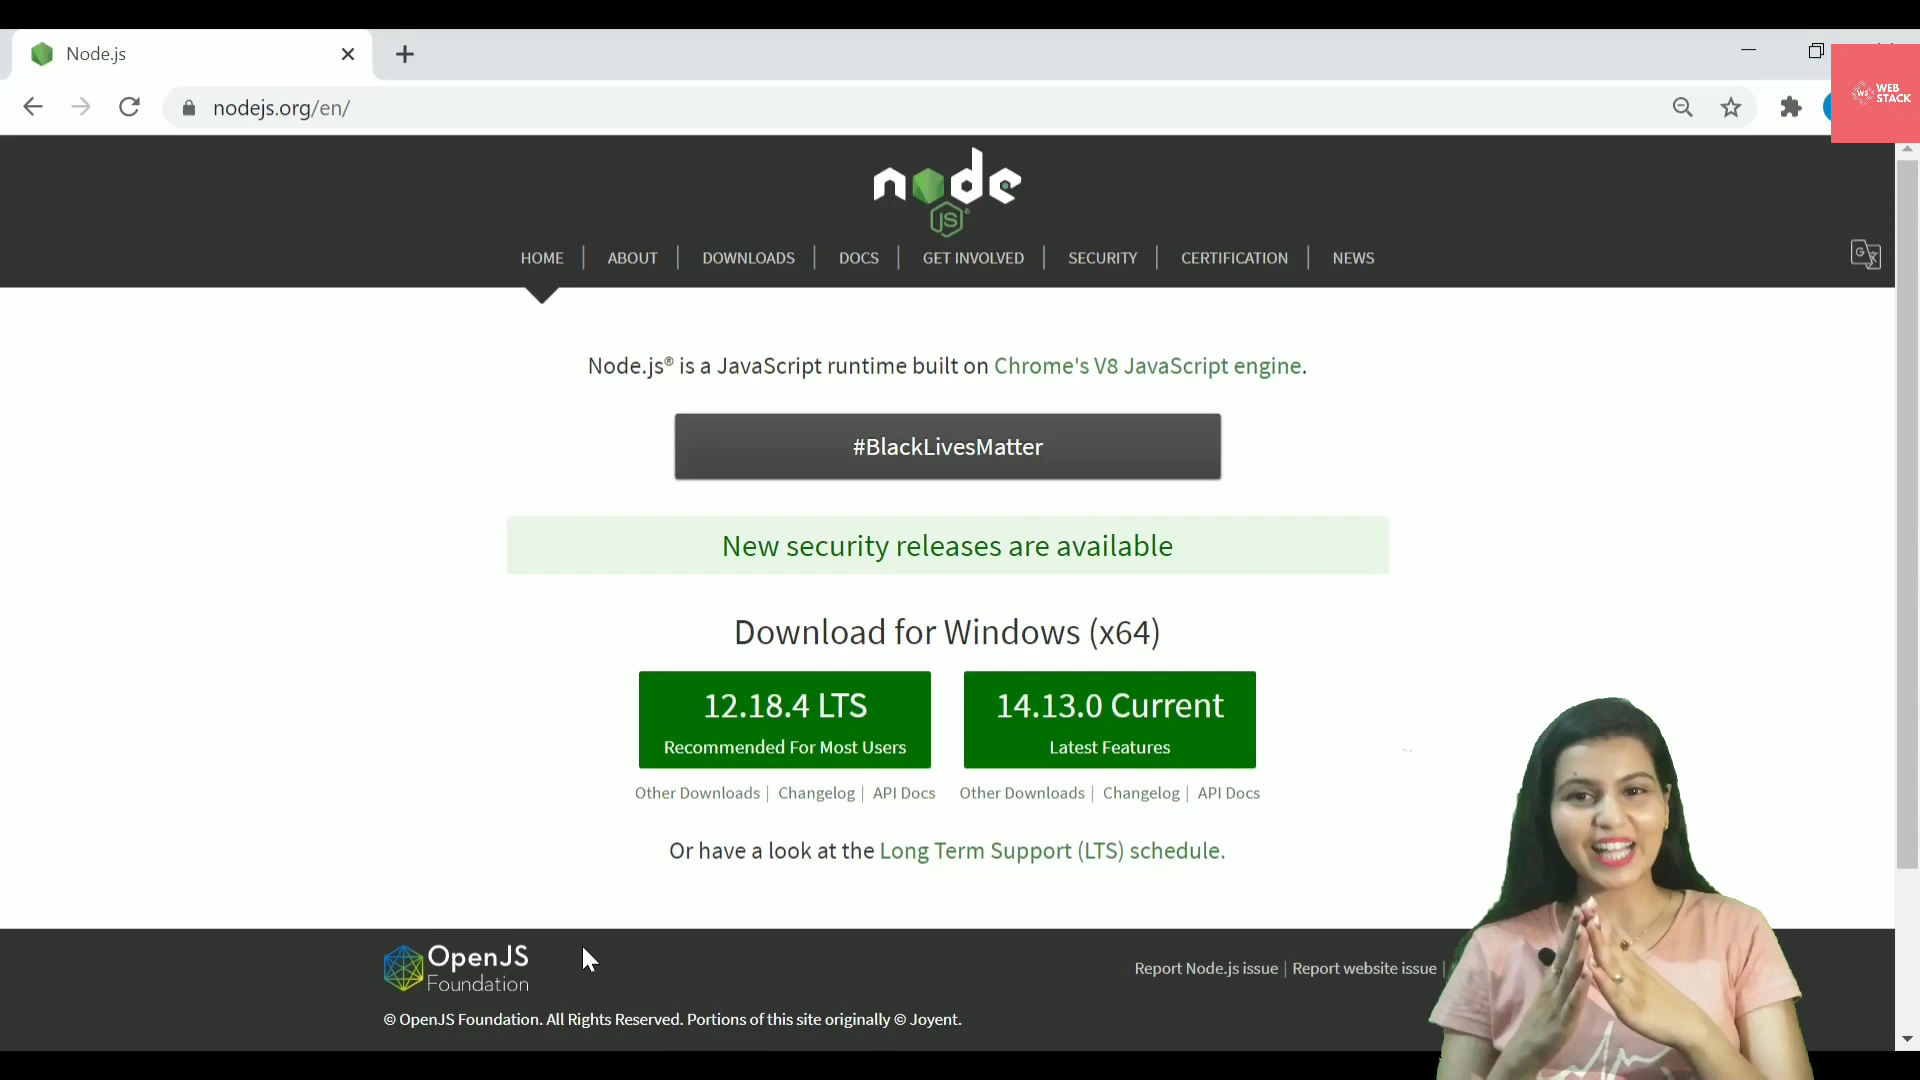 Node.js
nodejs.org/en/
WS WEB STACK
node
JS
HOME | ABOUT | DOWNLOADS | DOCS | GET INVOLVED | SECURITY | CERTIFICATION | NEWS
Node.js® is a JavaScript runtime built on Chrome's V8 JavaScript engine.
#BlackLivesMatter
New security releases are available
Download for Windows (x64)
12.18.4 LTS
Recommended For Most Users
14.13.0 Current
Latest Features
Other Downloads | Changelog | API Docs
Other Downloads | Changelog | API Docs
Or have a look at the Long Term Support (LTS) schedule.
OpenJS
Foundation
Report Node.js issue | Report website issue |
© OpenJS Foundation. All Rights Reserved. Portions of this site originally © Joyent.